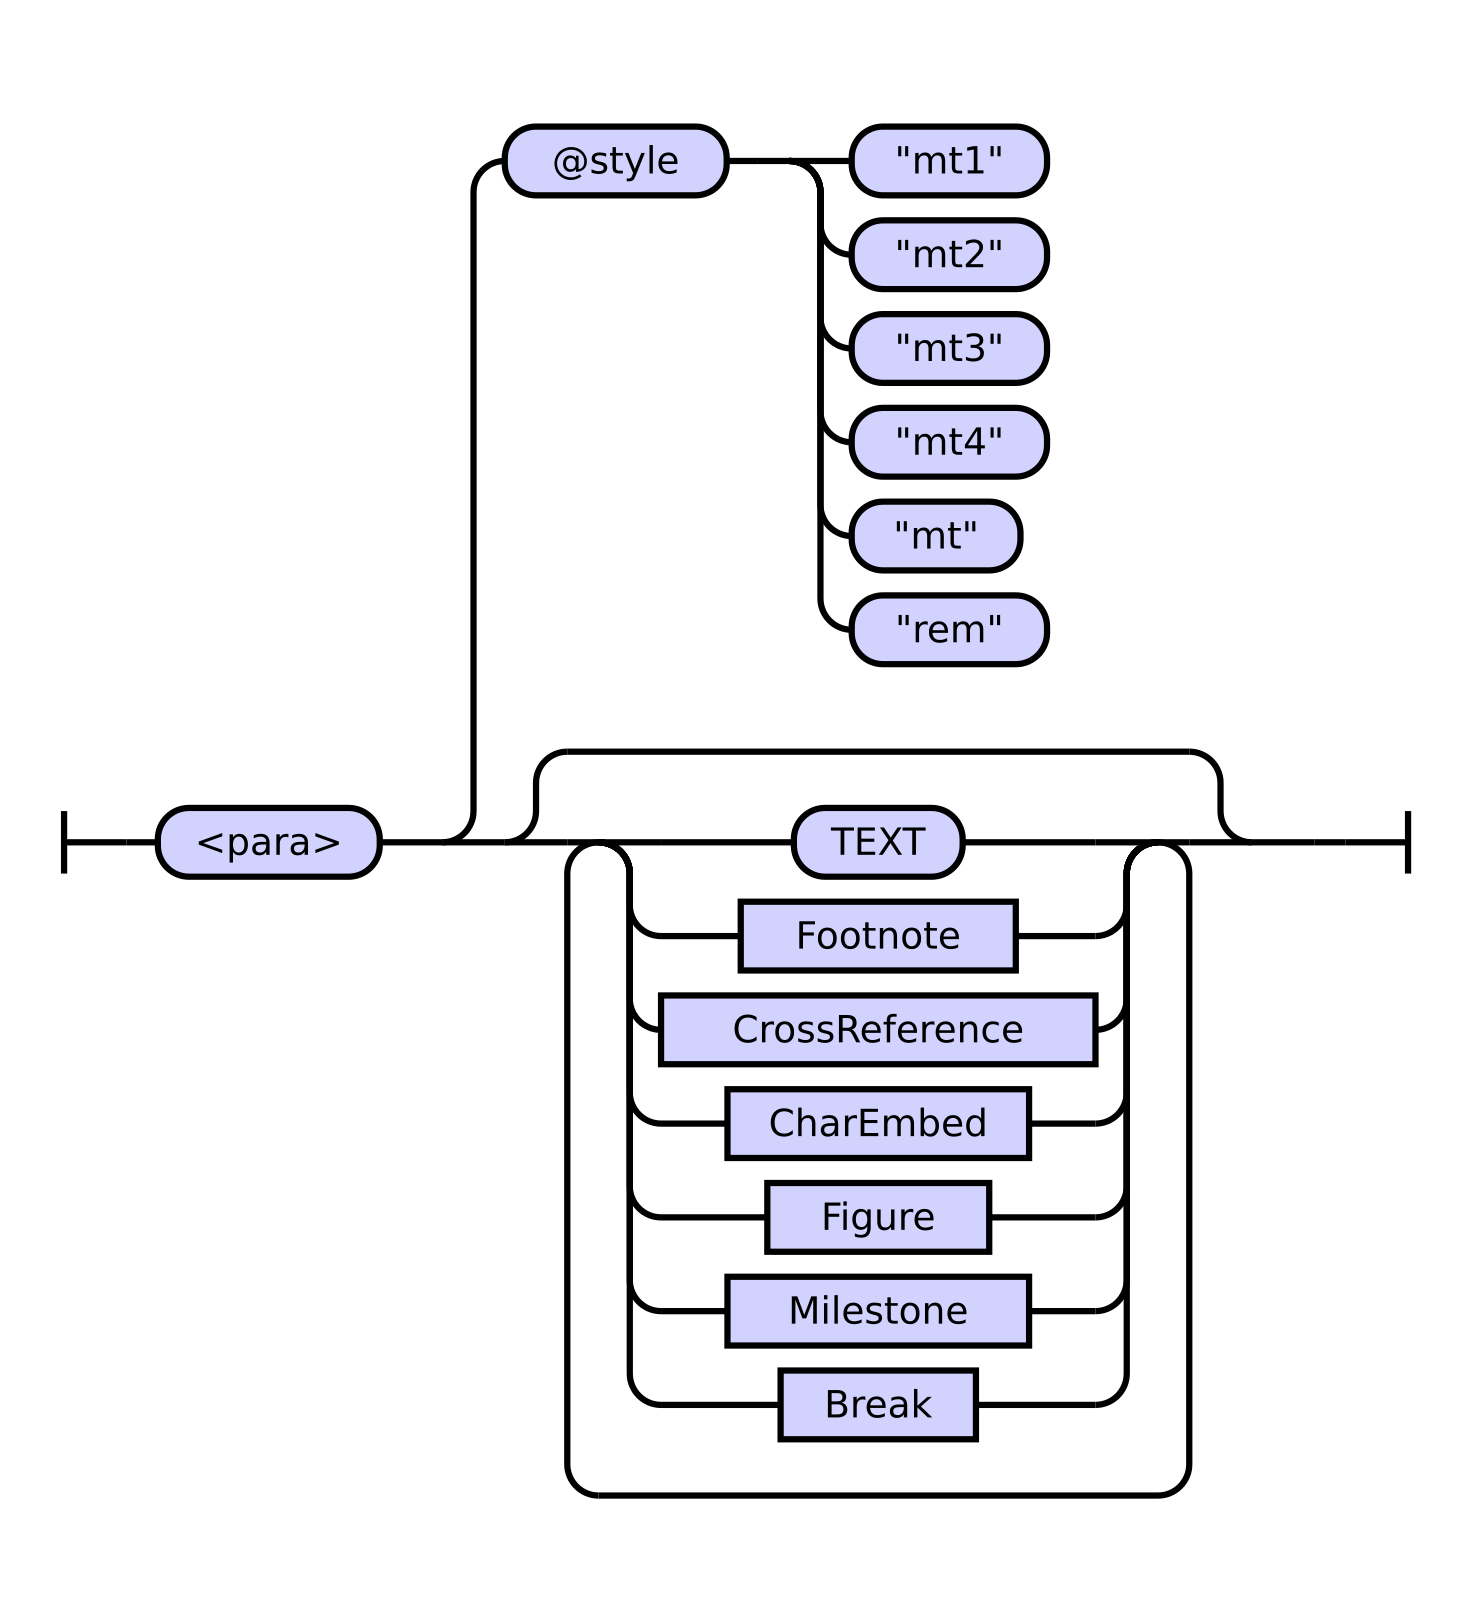 @style
"mt1"
"mt2"
"mt3"
"mt4"
"mt"
"rem"
<para>
TEXT
Footnote
CrossReference
CharEmbed
Figure
Milestone
Break